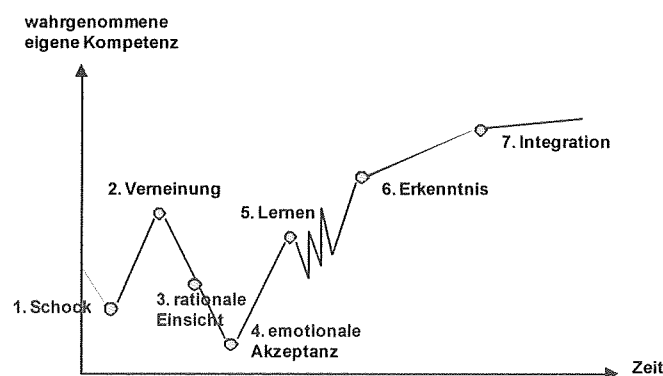 wahrgenommene
eigene Kompetenz
7. Integration
2. Verneinung
6. Erkenntnis
5. Lernen
1. Schock
3. rationale
Einsicht
4. emotionale
Akzeptanz
Zeit